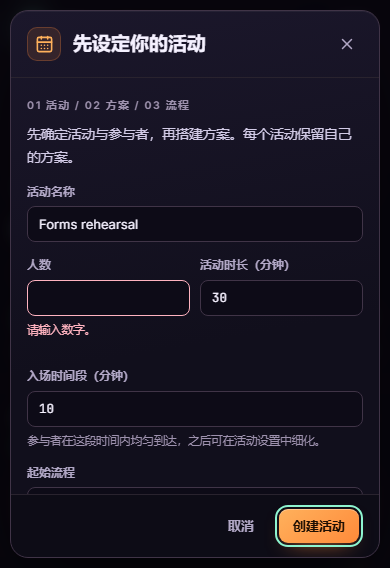 先设定你的活动
01 活动 / 02 方案 / 03 流程
先确定活动与参与者，再搭建方案。每个活动保留自己
的方案。
活动名称
Forms rehearsal
人数
活动时长（分钟）
30
请输入数字。
入场时间段（分钟）
10
参与者在这段时间内均匀到达，之后可在活动设置中细化。
起始流程
取消
创建活动